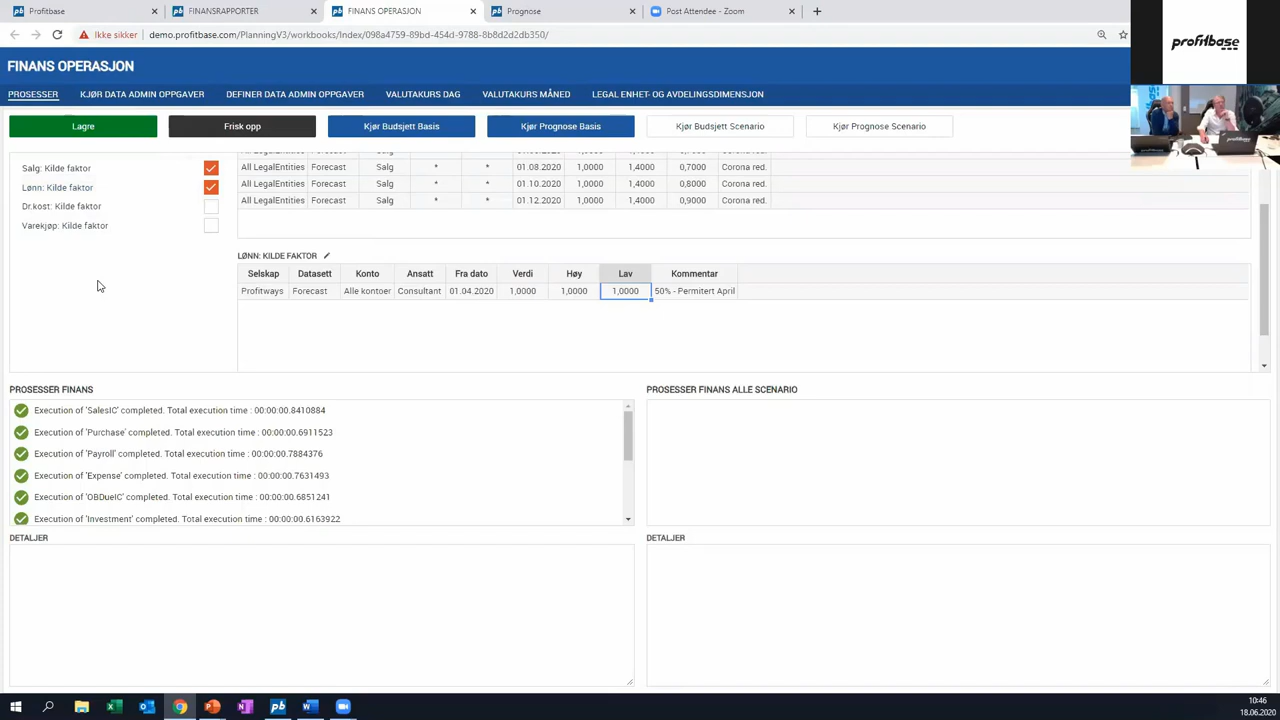 Profitbase
FINANSRAPPORTER
FINANS OPERASJON
Prognose
Post Attendee - Zoom
Ikke sikker
demo.profitbase.com/PlanningV3/workbooks/Index/098a4759-89bd-454d-9788-8b8d2d2db350/
profitbase
FINANS OPERASJON
PROSESSER KJØR DATA ADMIN OPPGAVER DEFINER DATA ADMIN OPPGAVER VALUTAKURS DAG VALUTAKURS MÅNED LEGAL ENHET- OG AVDELINGSDIMENSJON
Lagre Frisk opp Kjør Budsjett Basis Kjør Prognose Basis Kjør Budsjett Scenario Kjør Prognose Scenario
Salg: Kilde faktor
Lønn: Kilde faktor
Dr.kost: Kilde faktor
Varekjøp: Kilde faktor
All LegalEntities Forecast Salg * * 01.08.2020 1,0000 1,4000 0,7000 Corona red.
All LegalEntities Forecast Salg * * 01.10.2020 1,0000 1,4000 0,8000 Corona red.
All LegalEntities Forecast Salg * * 01.12.2020 1,0000 1,4000 0,9000 Corona red.
LØNN: KILDE FAKTOR
Selskap Datasett Konto Ansatt Fra dato Verdi Høy Lav Kommentar
Profitways Forecast Alle kontoer Consultant 01.04.2020 1,0000 1,0000 1,0000 50% - Permitert April
PROSESSER FINANS
Execution of 'SalesIC' completed. Total execution time : 00:00:00.8410884
Execution of 'Purchase' completed. Total execution time : 00:00:00.6911523
Execution of 'Payroll' completed. Total execution time : 00:00:00.7884376
Execution of 'Expense' completed. Total execution time : 00:00:00.7631493
Execution of 'OBDueIC' completed. Total execution time : 00:00:00.6851241
Execution of 'Investment' completed. Total execution time : 00:00:00.6163922
PROSESSER FINANS ALLE SCENARIO
DETALJER
DETALJER
10:46
18.06.2020